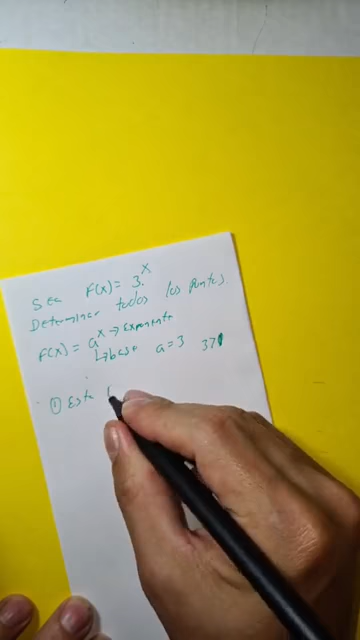 Sea F(x) = 3^x
Determinar todos los puntos.
F(x) = a^x → Exponente
↳ base a = 3 3>1
① Esta